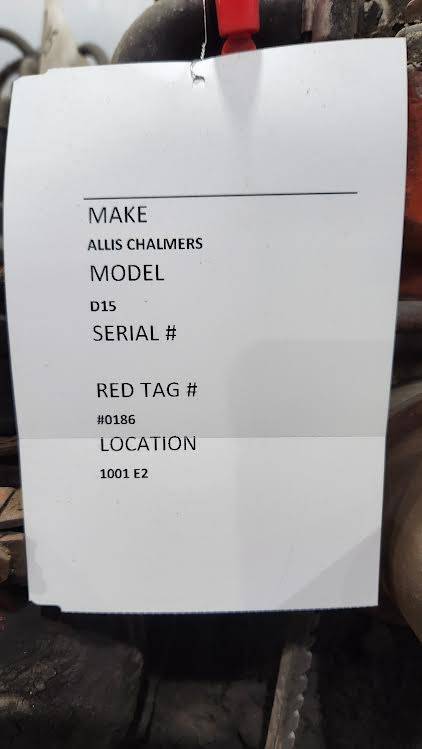 MAKE
ALLIS CHALMERS
MODEL
D15
SERIAL #
RED TAG #
#0186
LOCATION
1001 E2